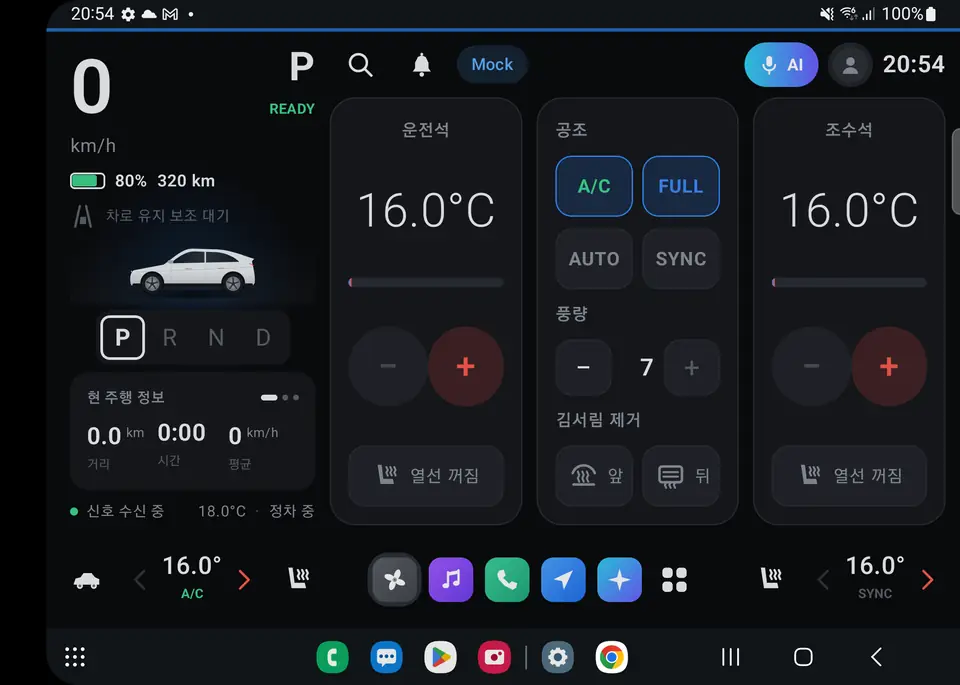 20:54
100%
0
P
READY
km/h
80% 320 km
차로 유지 보조 대기
P R N D
현 주행 정보
0.0 km 0:00 0 km/h
거리 시간 평균
신호 수신 중 18.0°C · 정차 중
Mock
AI
20:54
운전석
16.0°C
− +
열선 꺼짐
공조
A/C FULL
AUTO SYNC
풍량
− 7 +
김서림 제거
앞 뒤
조수석
16.0°C
− +
열선 꺼짐
16.0°
A/C
16.0°
SYNC